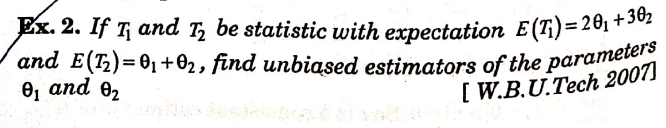 Ex. 2. If T₁ and T₂ be statistic with expectation E(T₁)=2θ₁+3θ₂
and E(T₂)=θ₁+θ₂, find unbiased estimators of the parameters
θ₁ and θ₂ [ W.B.U.Tech 2007]